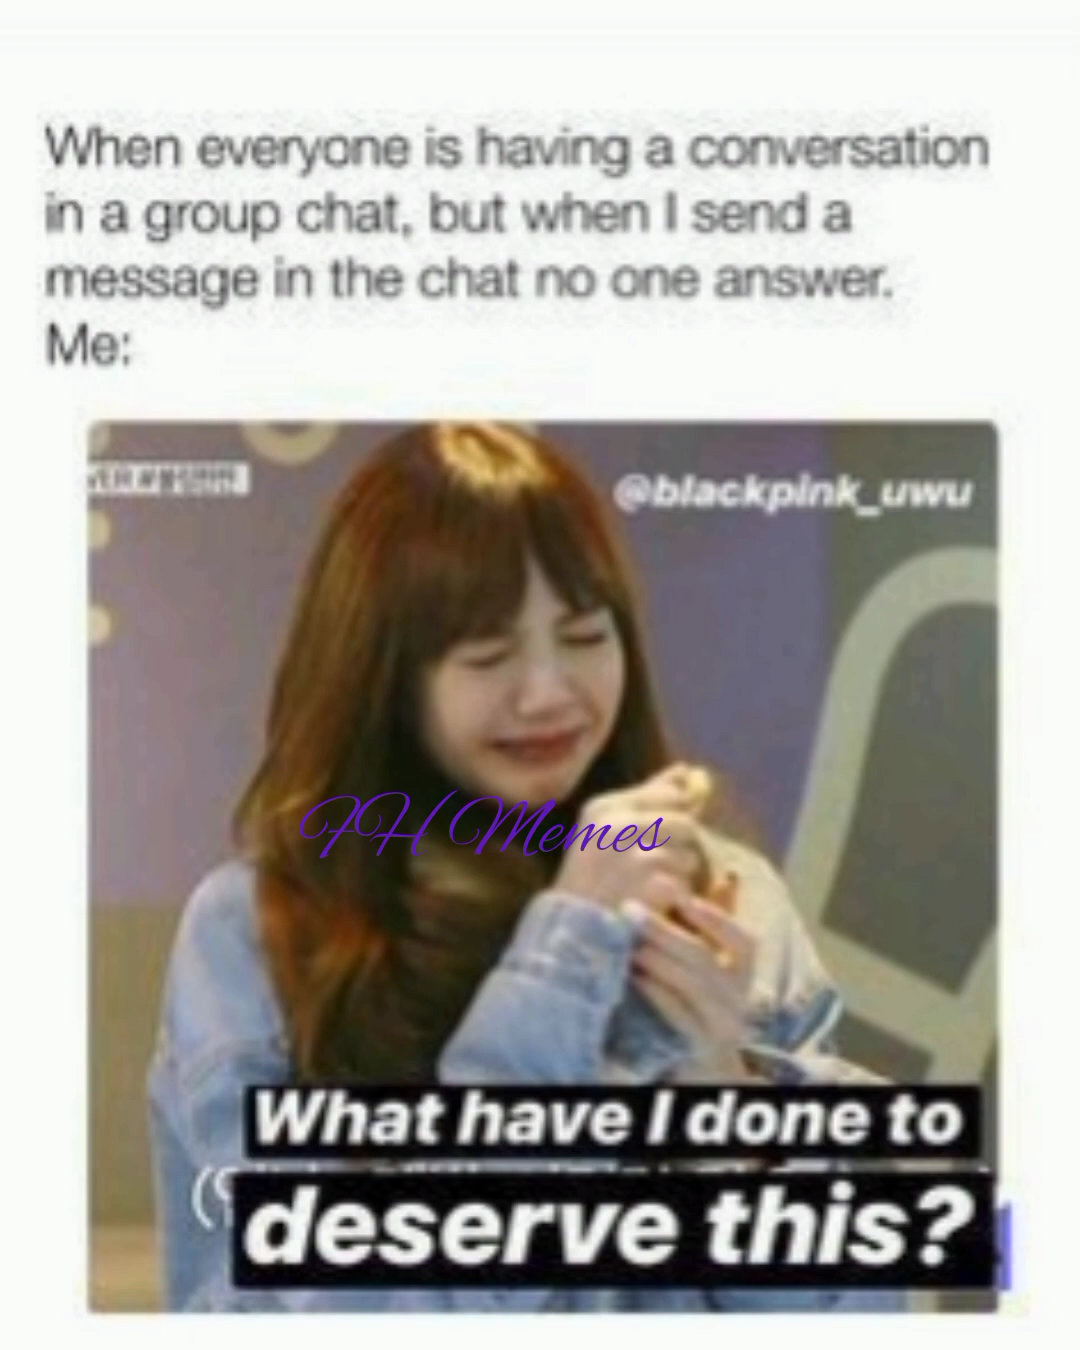 When everyone is having a conversation
in a group chat, but when I send a
message in the chat no one answer.
Me:
@blackpink_uwu
FH Memes
What have I done to
deserve this?